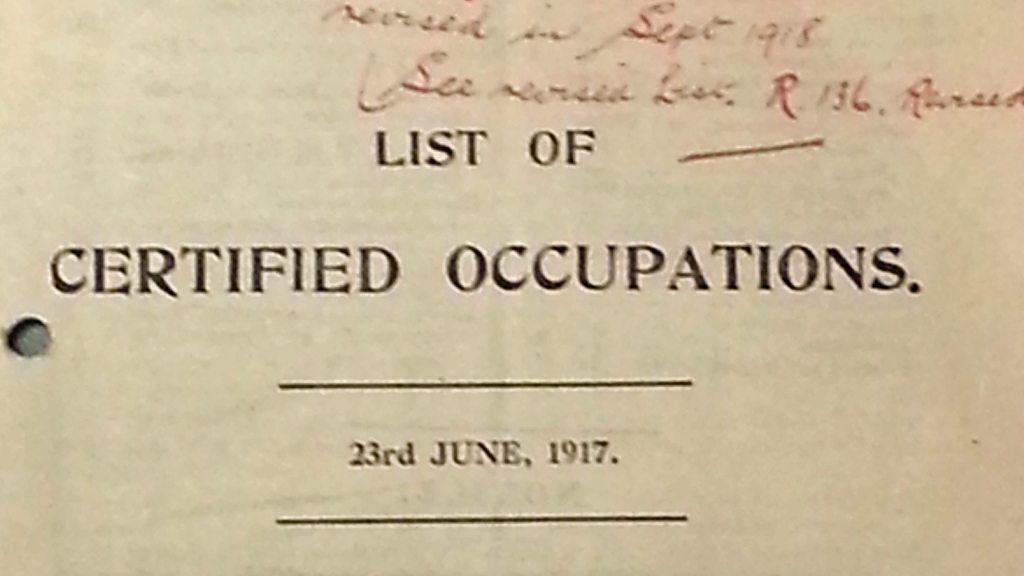 revised in Sept 1918
(See revised List. R.136. Revised
LIST OF
CERTIFIED OCCUPATIONS.
23rd JUNE, 1917.